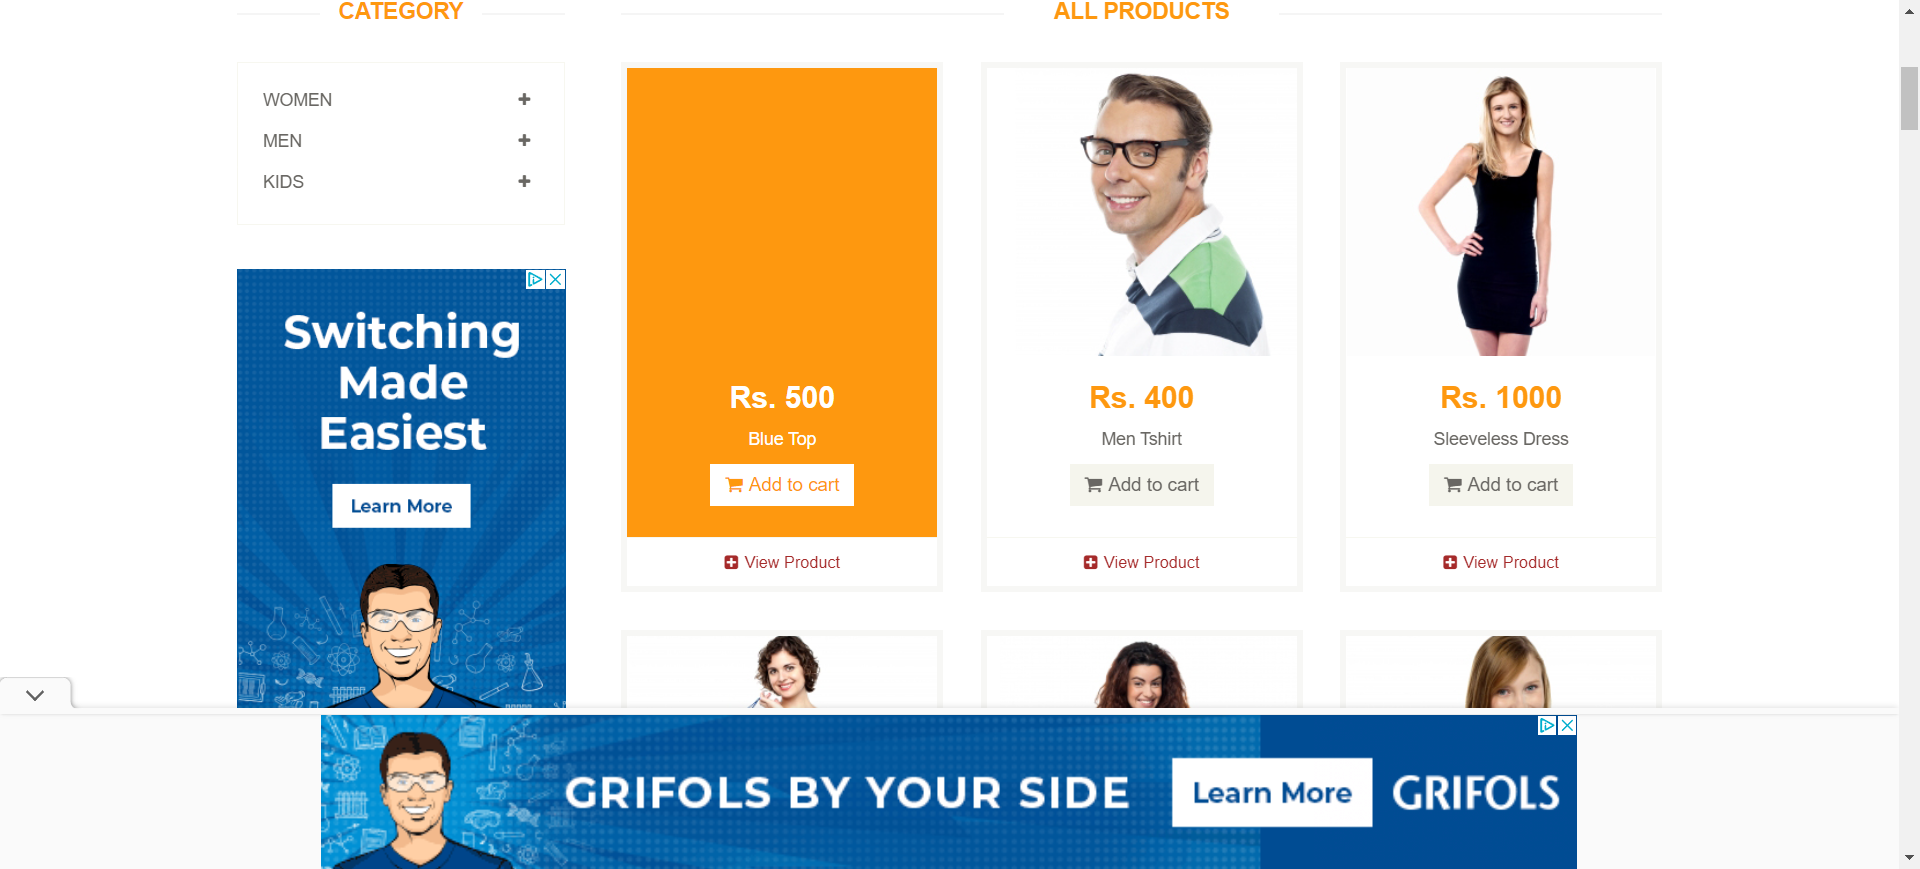 CATEGORY
ALL PRODUCTS
WOMEN
MEN
KIDS
Switching
Made
Easiest
Learn More
Rs. 500
Blue Top
Add to cart
View Product
Rs. 400
Men Tshirt
Add to cart
View Product
Rs. 1000
Sleeveless Dress
Add to cart
View Product
GRIFOLS BY YOUR SIDE
Learn More
GRIFOLS